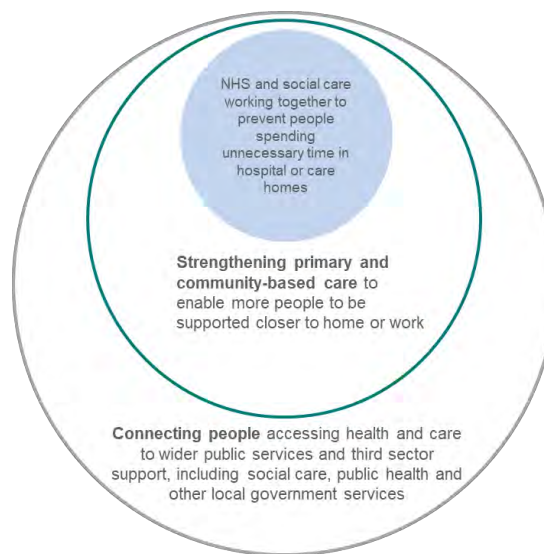 NHS and social care
working together to
prevent people
spending
unnecessary time in
hospital or care
homes
Strengthening primary and
community-based care to
enable more people to be
supported closer to home or work
Connecting people accessing health and care
to wider public services and third sector
support, including social care, public health and
other local government services